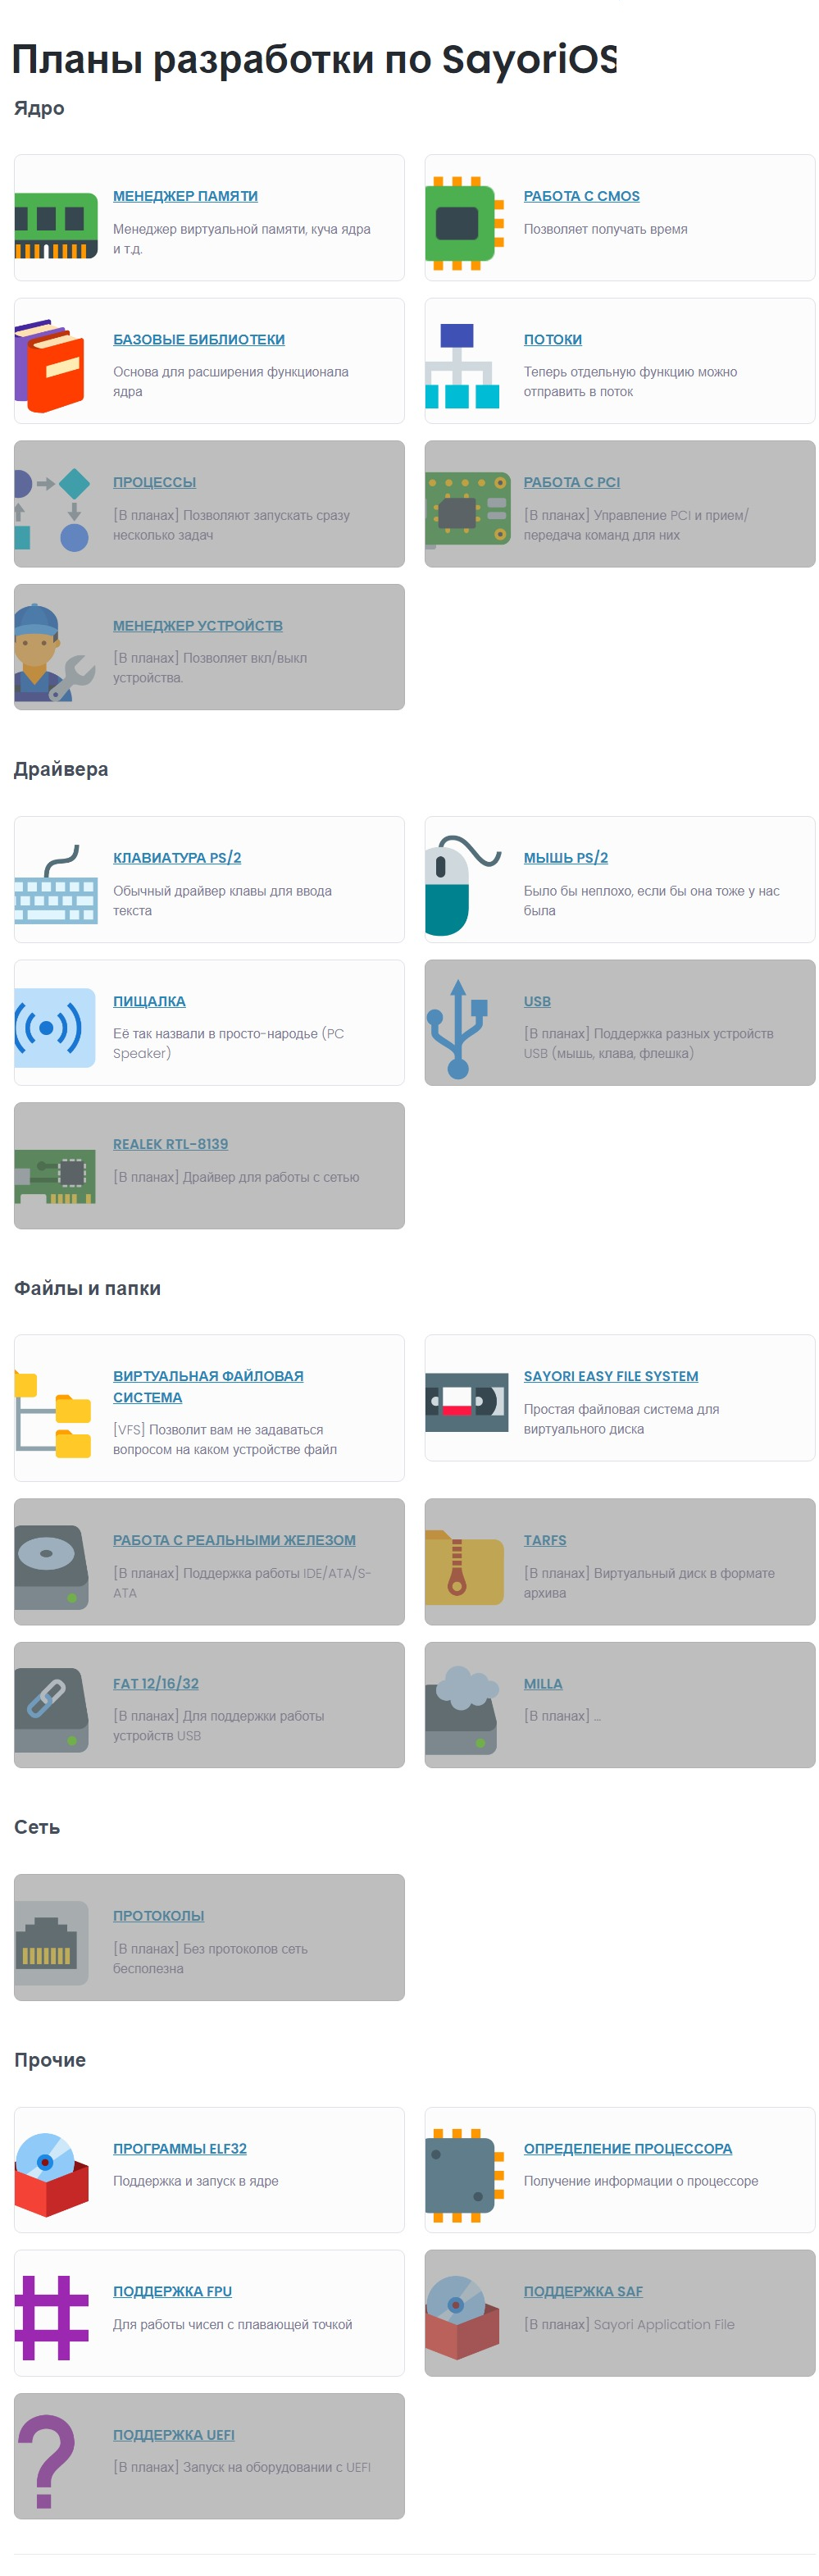 Планы разработки по SayoriOS
Ядро
МЕНЕДЖЕР ПАМЯТИ
Менеджер виртуальной памяти, куча ядра
и т.д.
РАБОТА С CMOS
Позволяет получать время
БАЗОВЫЕ БИБЛИОТЕКИ
Основа для расширения функционала
ядра
ПОТОКИ
Теперь отдельную функцию можно
отправить в поток
ПРОЦЕССЫ
[В планах] Позволяют запускать сразу
несколько задач
РАБОТА С PCI
[В планах] Управление PCI и прием/
передача команд для них
МЕНЕДЖЕР УСТРОЙСТВ
[В планах] Позволяет вкл/выкл
устройства.
Драйвера
КЛАВИАТУРА PS/2
Обычный драйвер клавы для ввода
текста
МЫШЬ PS/2
Было бы неплохо, если бы она тоже у нас
была
ПИЩАЛКА
Её так назвали в просто-народье (PC
Speaker)
USB
[В планах] Поддержка разных устройств
USB (мышь, клава, флешка)
REALEK RTL-8139
[В планах] Драйвер для работы с сетью
Файлы и папки
ВИРТУАЛЬНАЯ ФАЙЛОВАЯ
СИСТЕМА
[VFS] Позволит вам не задаваться
вопросом на каком устройстве файл
SAYORI EASY FILE SYSTEM
Простая файловая система для
виртуального диска
РАБОТА С РЕАЛЬНЫМИ ЖЕЛЕЗОМ
[В планах] Поддержка работы IDE/ATA/S-
ATA
TARFS
[В планах] Виртуальный диск в формате
архива
FAT 12/16/32
[В планах] Для поддержки работы
устройств USB
MILLA
[В планах] ...
Сеть
ПРОТОКОЛЫ
[В планах] Без протоколов сеть
бесполезна
Прочие
ПРОГРАММЫ ELF32
Поддержка и запуск в ядре
ОПРЕДЕЛЕНИЕ ПРОЦЕССОРА
Получение информации о процессоре
ПОДДЕРЖКА FPU
Для работы чисел с плавающей точкой
ПОДДЕРЖКА SAF
[В планах] Sayori Application File
ПОДДЕРЖКА UEFI
[В планах] Запуск на оборудовании с UEFI